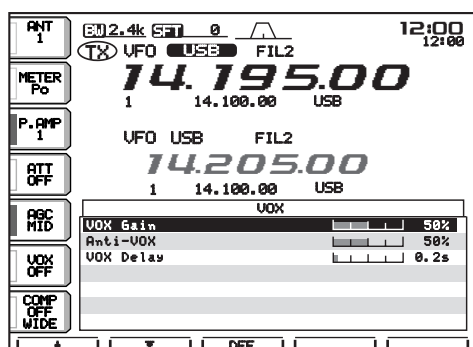 ANT
1
BW 2.4k SFT 0
12:00
12:00
TX VFO USB FIL2
METER
Po
14.195.00
1 14.100.00 USB
P.AMP
1
VFO USB FIL2
ATT
OFF
14.205.00
1 14.100.00 USB
AGC
MID
VOX
VOX Gain 50%
Anti-VOX 50%
VOX Delay 0.2s
VOX
OFF
COMP
OFF
WIDE
DEF